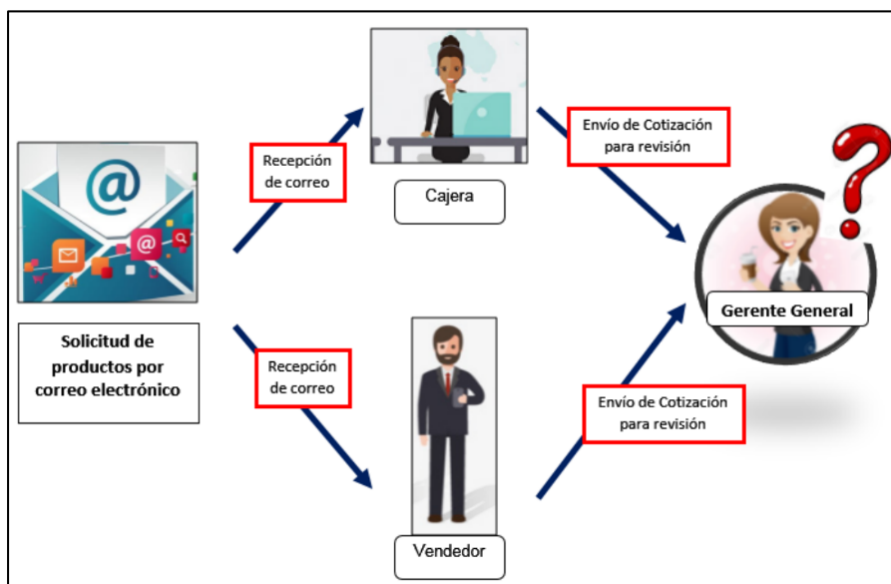 Recepción
de correo
Cajera
Envío de Cotización
para revisión
@
@
Solicitud de
productos por
correo electrónico
Recepción
de correo
Vendedor
Envío de Cotización
para revisión
?
Gerente General